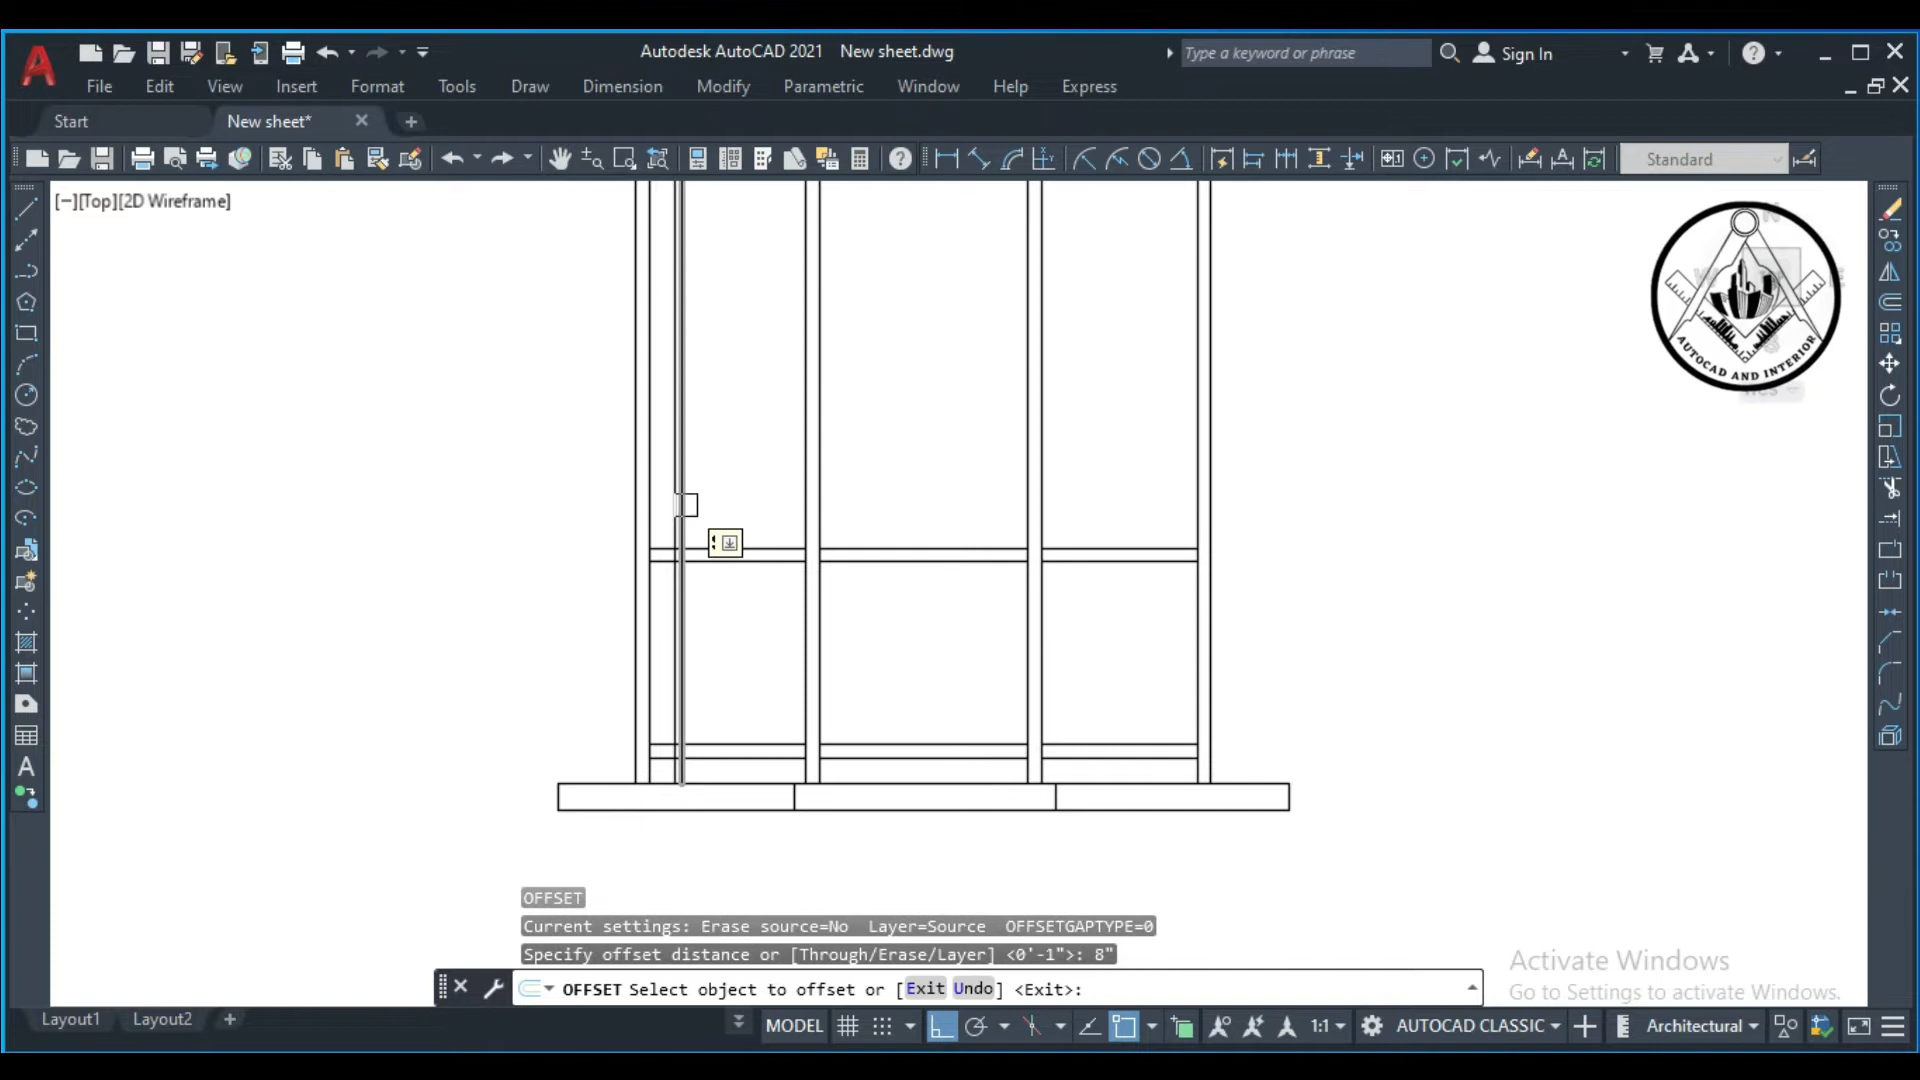 Autodesk AutoCAD 2021 New sheet.dwg
Type a keyword or phrase
Sign In
File Edit View Insert Format Tools Draw Dimension Modify Parametric Window Help Express
Start New sheet*
Standard
[−][Top][2D Wireframe]
AUTOCAD AND INTERIOR
OFFSET
Current settings: Erase source=No Layer=Source OFFSETGAPTYPE=0
Specify offset distance or [Through/Erase/Layer] <0'-1">: 8"
Activate Windows
OFFSET Select object to offset or [Exit Undo] <Exit>:
Go to Settings to activate Windows.
Layout1 Layout2
MODEL 1:1 AUTOCAD CLASSIC Architectural